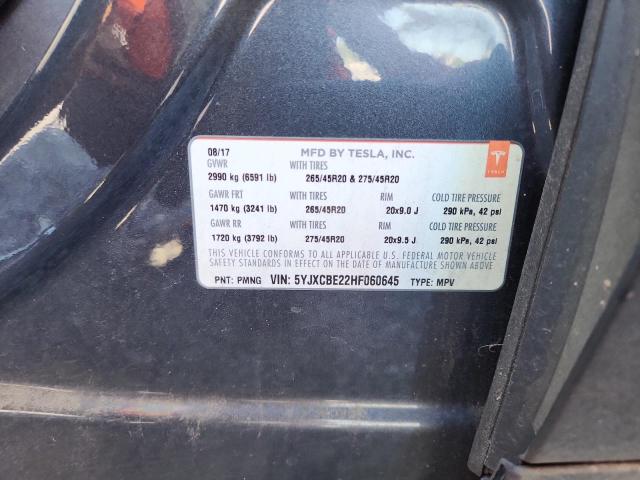 08/17 MFD BY TESLA, INC.
GVWR WITH TIRES
2990 kg (6591 lb) 265/45R20 & 275/45R20
TESLA
GAWR FRT WITH TIRES RIM COLD TIRE PRESSURE
1470 kg (3241 lb) 265/45R20 20x9.0 J 290 kPa, 42 psi
GAWR RR WITH TIRES RIM COLD TIRE PRESSURE
1720 kg (3792 lb) 275/45R20 20x9.5 J 290 kPa, 42 psi
THIS VEHICLE CONFORMS TO ALL APPLICABLE U.S. FEDERAL MOTOR VEHICLE
SAFETY STANDARDS IN EFFECT ON THE DATE OF MANUFACTURE SHOWN ABOVE.
PNT: PMNG VIN: 5YJXCBE22HF060645 TYPE: MPV